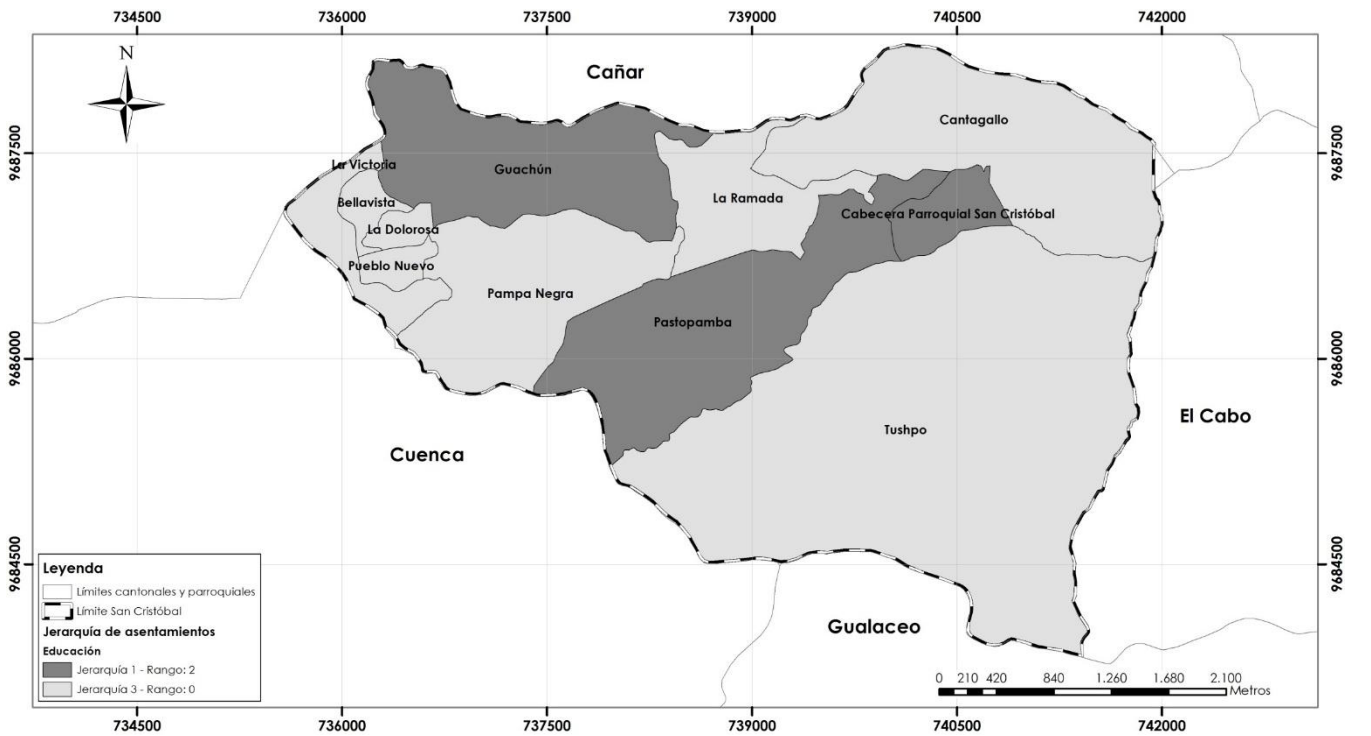 734500 736000 737500 739000 740500 742000
N
Cañar
Cantagallo
9687500 9687500
La Victoria
Guachún
La Ramada
Bellavista
Cabecera Parroquial San Cristóbal
La Dolorosa
Pueblo Nuevo
Pampa Negra
Pastopamba
9686000 9686000
El Cabo
Tushpo
Cuenca
9684500 9684500
Leyenda
Límites cantonales y parroquiales
Límite San Cristóbal
Jerarquía de asentamientos
Educación
Jerarquía 1 - Rango: 2
Jerarquía 3 - Rango: 0
Gualaceo
0 210 420 840 1.260 1.680 2.100
Metros
734500 736000 737500 739000 740500 742000